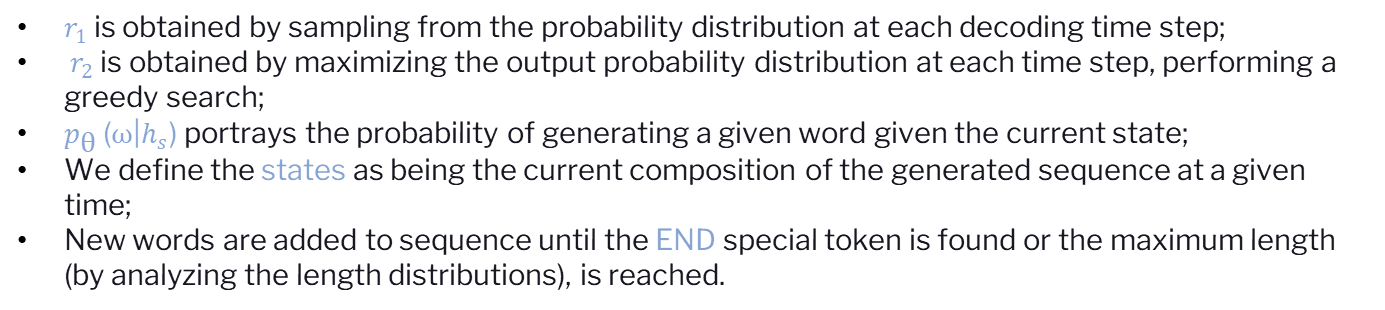 • r₁ is obtained by sampling from the probability distribution at each decoding time step;
• r₂ is obtained by maximizing the output probability distribution at each time step, performing a
greedy search;
• p_θ (ω|h_s) portrays the probability of generating a given word given the current state;
• We define the states as being the current composition of the generated sequence at a given
time;
• New words are added to sequence until the END special token is found or the maximum length
(by analyzing the length distributions), is reached.